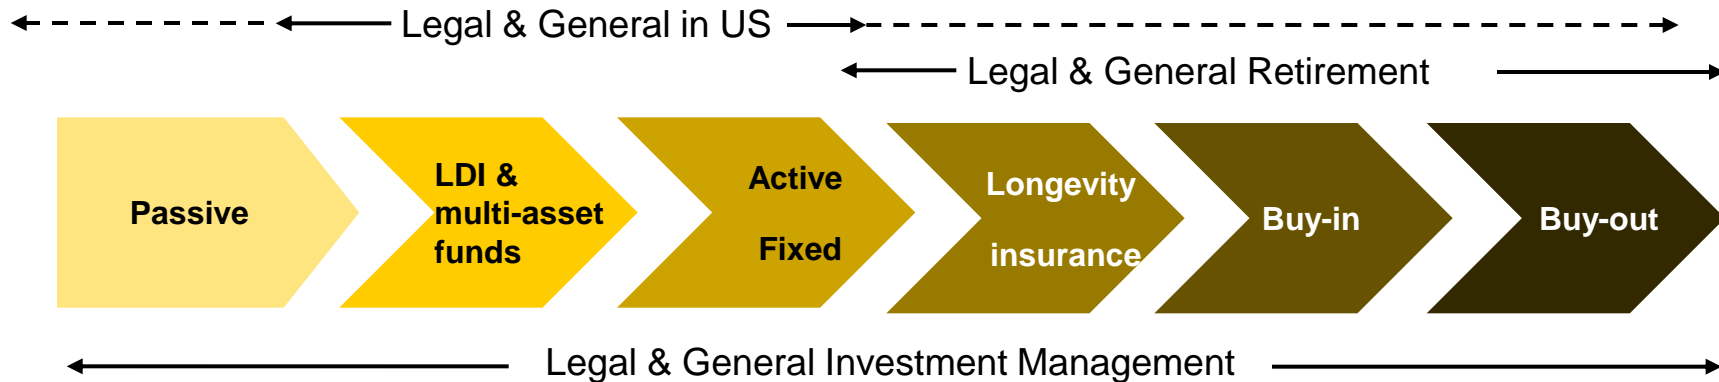 Legal & General in US
Legal & General Retirement
Passive
LDI &
multi-asset
funds
Active
Fixed
Longevity
insurance
Buy-in
Buy-out
Legal & General Investment Management